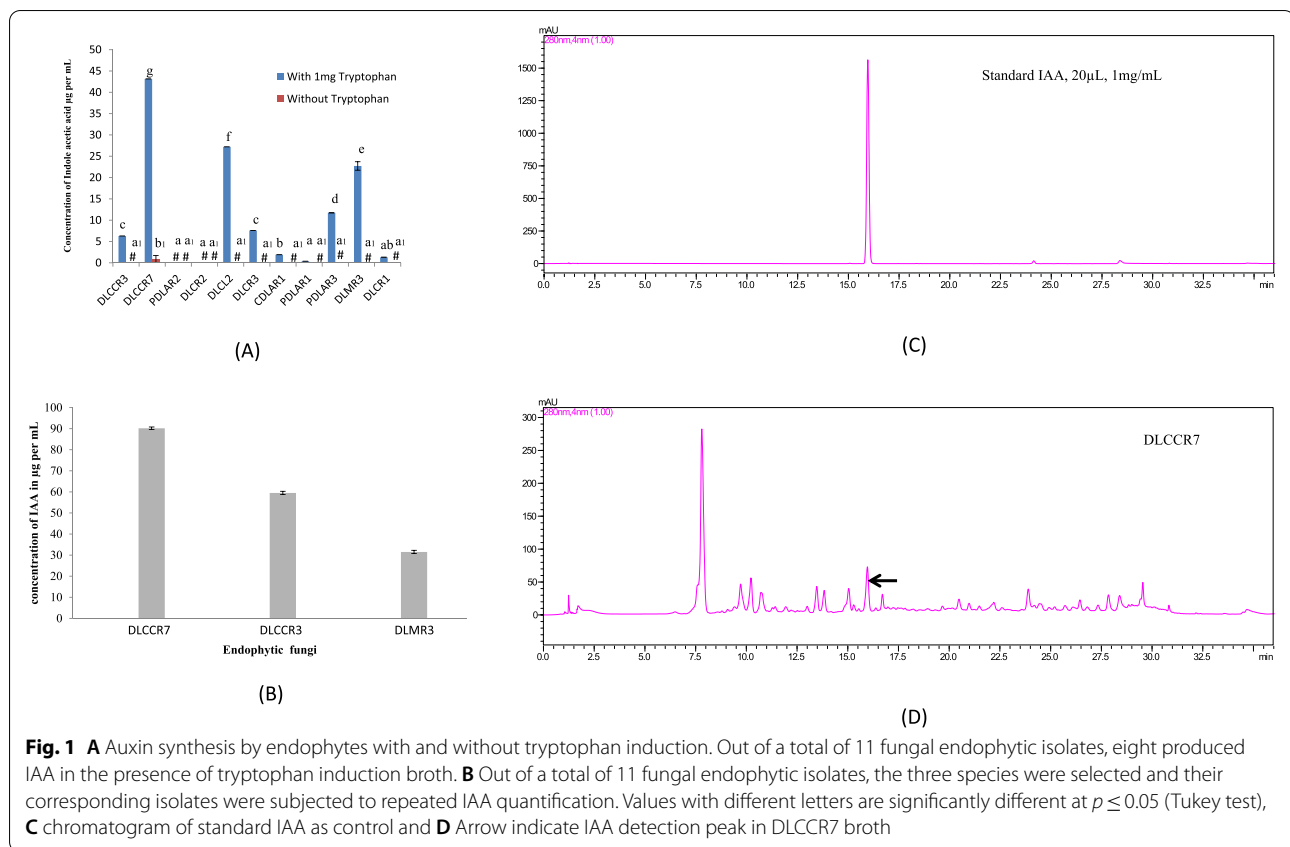 50
45
40
35
30
25
20
15
10
5
0
Concentration of Indole acetic acid µg per mL
With 1mg Tryptophan
Without Tryptophan
c a g b a a a a f a c a b a a a d a e a ab a
# # # # # # # # # # # #
DLCCR3 DLCCR7 PDLAR2 DLCR2 DLCL2 DLCR3 CDLAR1 PDLAR1 PDLAR3 DLMR3 DLCR1
(A)
mAU
280nm,4nm (1.00)
Standard IAA, 20µL, 1mg/mL
1500
1250
1000
750
500
250
0
0.0 2.5 5.0 7.5 10.0 12.5 15.0 17.5 20.0 22.5 25.0 27.5 30.0 32.5 min
(C)
100
90
80
70
60
50
40
30
20
10
0
concentration of IAA in µg per mL
DLCCR7 DLCCR3 DLMR3
Endophytic fungi
(B)
mAU
280nm,4nm (1.00)
DLCCR7
300
250
200
150
100
50
0
0.0 2.5 5.0 7.5 10.0 12.5 15.0 17.5 20.0 22.5 25.0 27.5 30.0 32.5 min
(D)
Fig. 1 A Auxin synthesis by endophytes with and without tryptophan induction. Out of a total of 11 fungal endophytic isolates, eight produced
IAA in the presence of tryptophan induction broth. B Out of a total of 11 fungal endophytic isolates, the three species were selected and their
corresponding isolates were subjected to repeated IAA quantification. Values with different letters are significantly different at p ≤ 0.05 (Tukey test),
C chromatogram of standard IAA as control and D Arrow indicate IAA detection peak in DLCCR7 broth